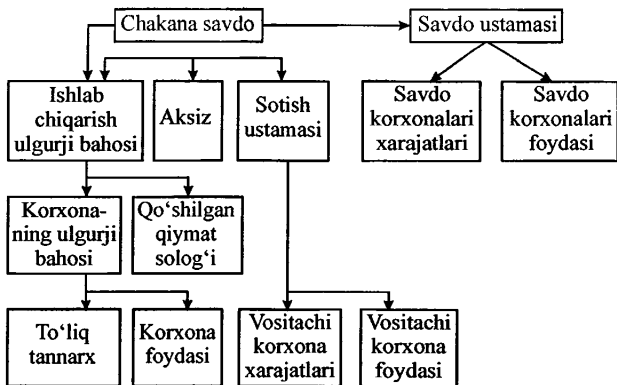 Chakana savdo
Savdo ustamasi
Ishlab
chiqarish
ulgurji bahosi
Aksiz
Sotish
ustamasi
Savdo
korxonalari
xarajatlari
Savdo
korxonalari
foydasi
Korxona-
ning ulgurji
bahosi
Qo‘shilgan
qiymat
solog‘i
To‘liq
tannarx
Korxona
foydasi
Vositachi
korxona
xarajatlari
Vositachi
korxona
foydasi